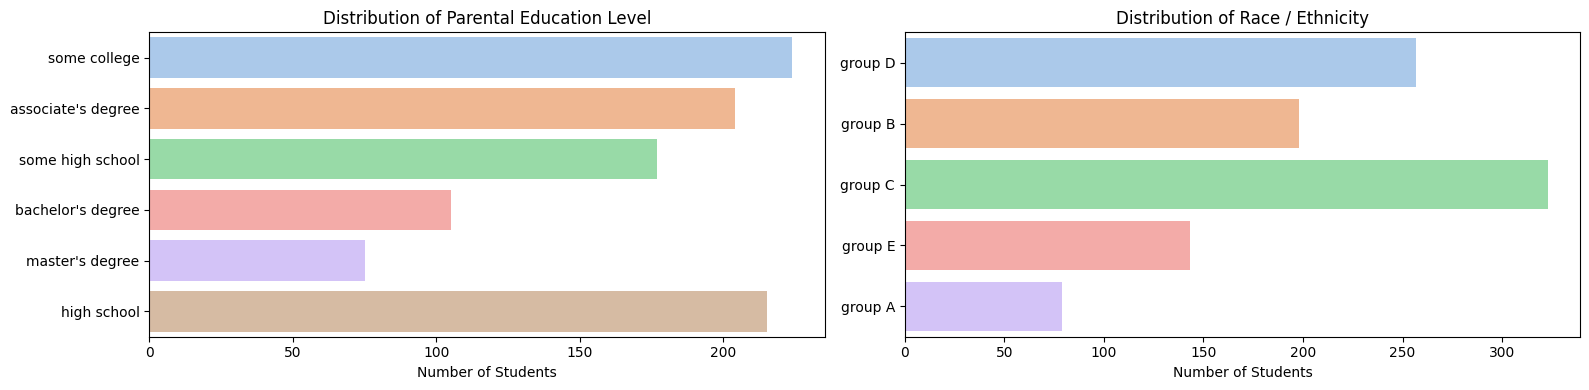 Distribution of Parental Education Level
some college
associate's degree
some high school
bachelor's degree
master's degree
high school
0 50 100 150 200
Number of Students
Distribution of Race / Ethnicity
group D
group B
group C
group E
group A
0 50 100 150 200 250 300
Number of Students